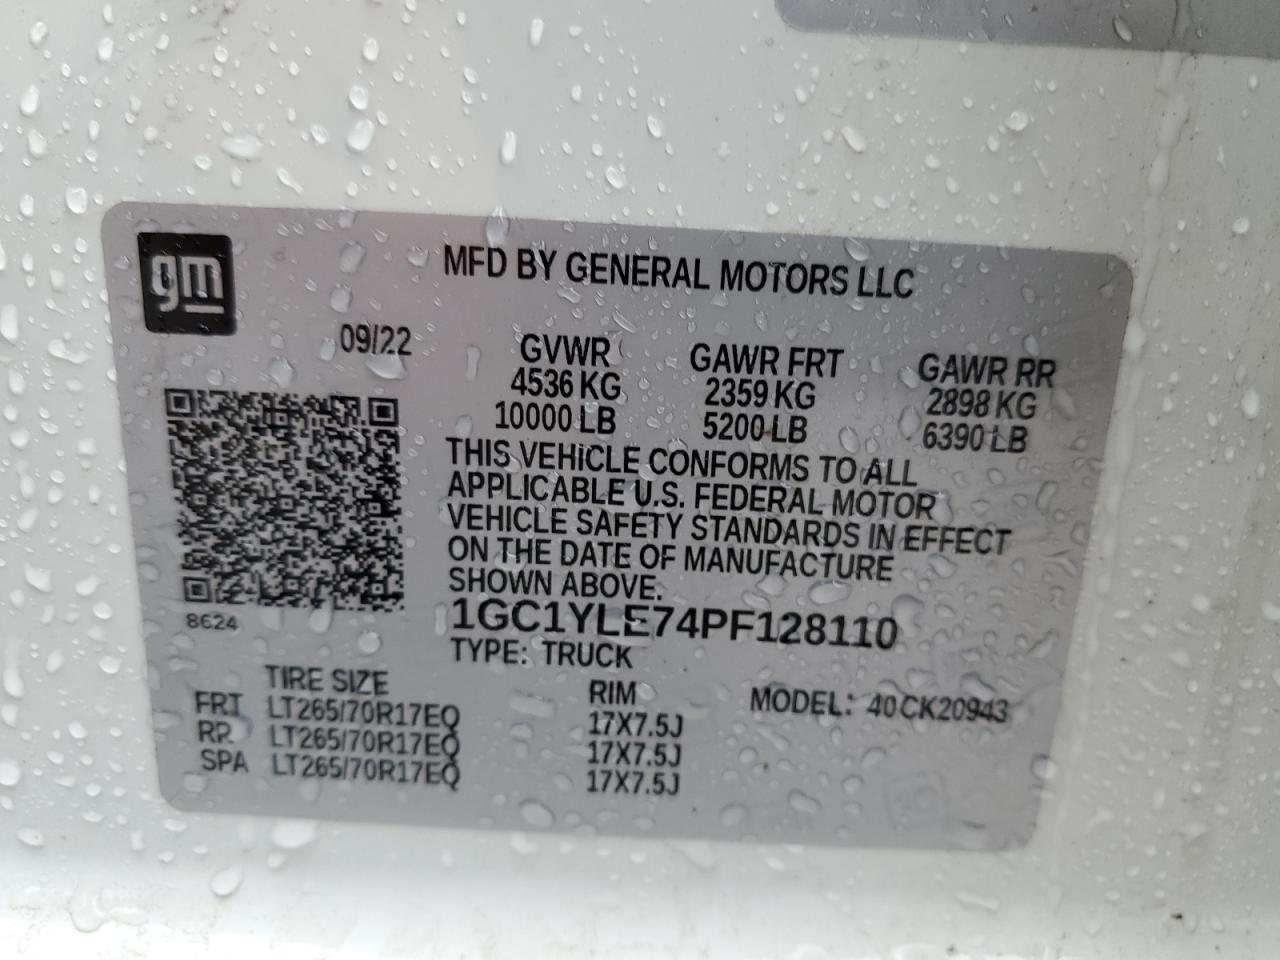 gm
MFD BY GENERAL MOTORS LLC
09/22
GVWR GAWR FRT GAWR RR
4536 KG 2359 KG 2898 KG
10000 LB 5200 LB 6390 LB
THIS VEHICLE CONFORMS TO ALL
APPLICABLE U.S. FEDERAL MOTOR
VEHICLE SAFETY STANDARDS IN EFFECT
ON THE DATE OF MANUFACTURE
SHOWN ABOVE.
8624
1GC1YLE74PF128110
TYPE: TRUCK
TIRE SIZE RIM MODEL: 40CK20943
FRT LT265/70R17EQ 17X7.5J
RR LT265/70R17EQ 17X7.5J
SPA LT265/70R17EQ 17X7.5J